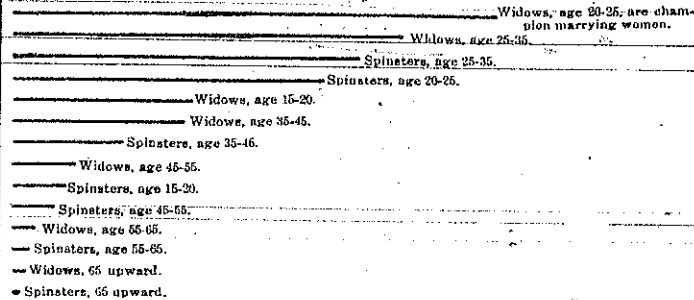 Widows, age 20-25, are cham-
pion marrying women.
Widows, age 25-35.
Spinsters, age 25-35.
Spinsters, age 20-25.
Widows, age 15-20.
Widows, age 35-45.
Spinsters, age 35-45.
Widows, age 45-55.
Spinsters, age 15-20.
Spinsters, age 45-55.
Widows, age 55-65.
Spinsters, age 55-65.
Widows, 65 upward.
Spinsters, 65 upward.